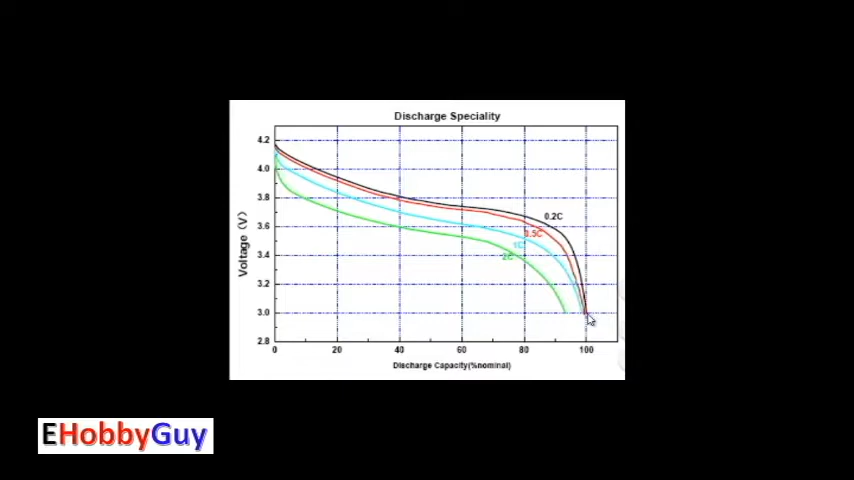 Discharge Speciality
4.2
4.0
3.8
3.6
3.4
3.2
3.0
2.8
Voltage (V)
0.2C
0.5C
1C
2C
0 20 40 60 80 100
Discharge Capacity(%nominal)
EHobbyGuy